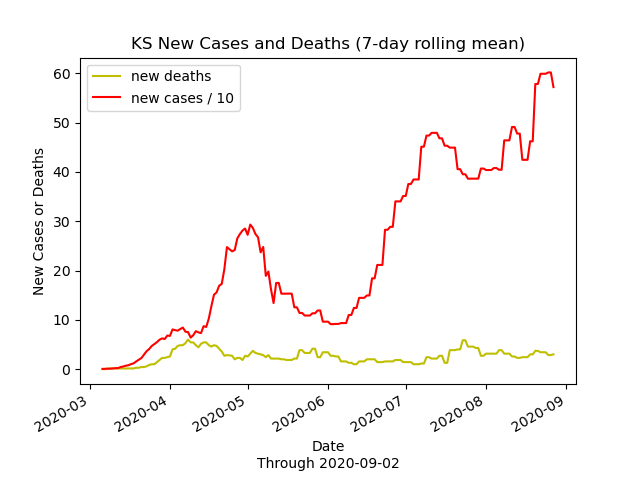 KS New Cases and Deaths (7-day rolling mean)
new deaths
new cases / 10
60
50
40
30
20
10
0
New Cases or Deaths
2020-03
2020-04
2020-05
2020-06
2020-07
2020-08
2020-09
Date
Through 2020-09-02